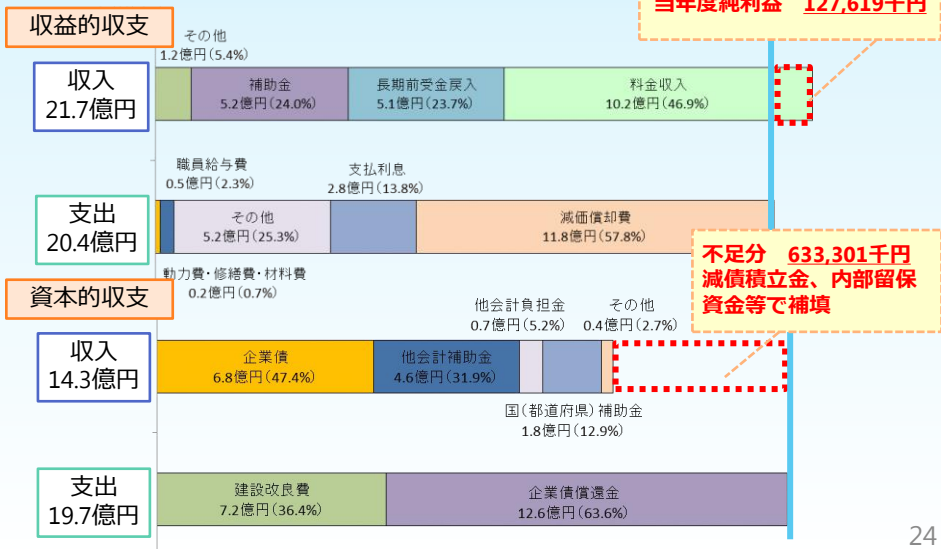 当年度純利益 127,619千円
収益的収支
その他
1.2億円(5.4%)
収入
21.7億円
補助金
5.2億円(24.0%)
長期前受金戻入
5.1億円(23.7%)
料金収入
10.2億円(46.9%)
職員給与費
0.5億円(2.3%)
支払利息
2.8億円(13.8%)
支出
20.4億円
その他
5.2億円(25.3%)
減価償却費
11.8億円(57.8%)
動力費・修繕費・材料費
0.2億円(0.7%)
不足分 633,301千円
減債積立金、内部留保
資金等で補填
資本的収支
他会計負担金
0.7億円(5.2%)
その他
0.4億円(2.7%)
収入
14.3億円
企業債
6.8億円(47.4%)
他会計補助金
4.6億円(31.9%)
国(都道府県)補助金
1.8億円(12.9%)
支出
19.7億円
建設改良費
7.2億円(36.4%)
企業債償還金
12.6億円(63.6%)
24